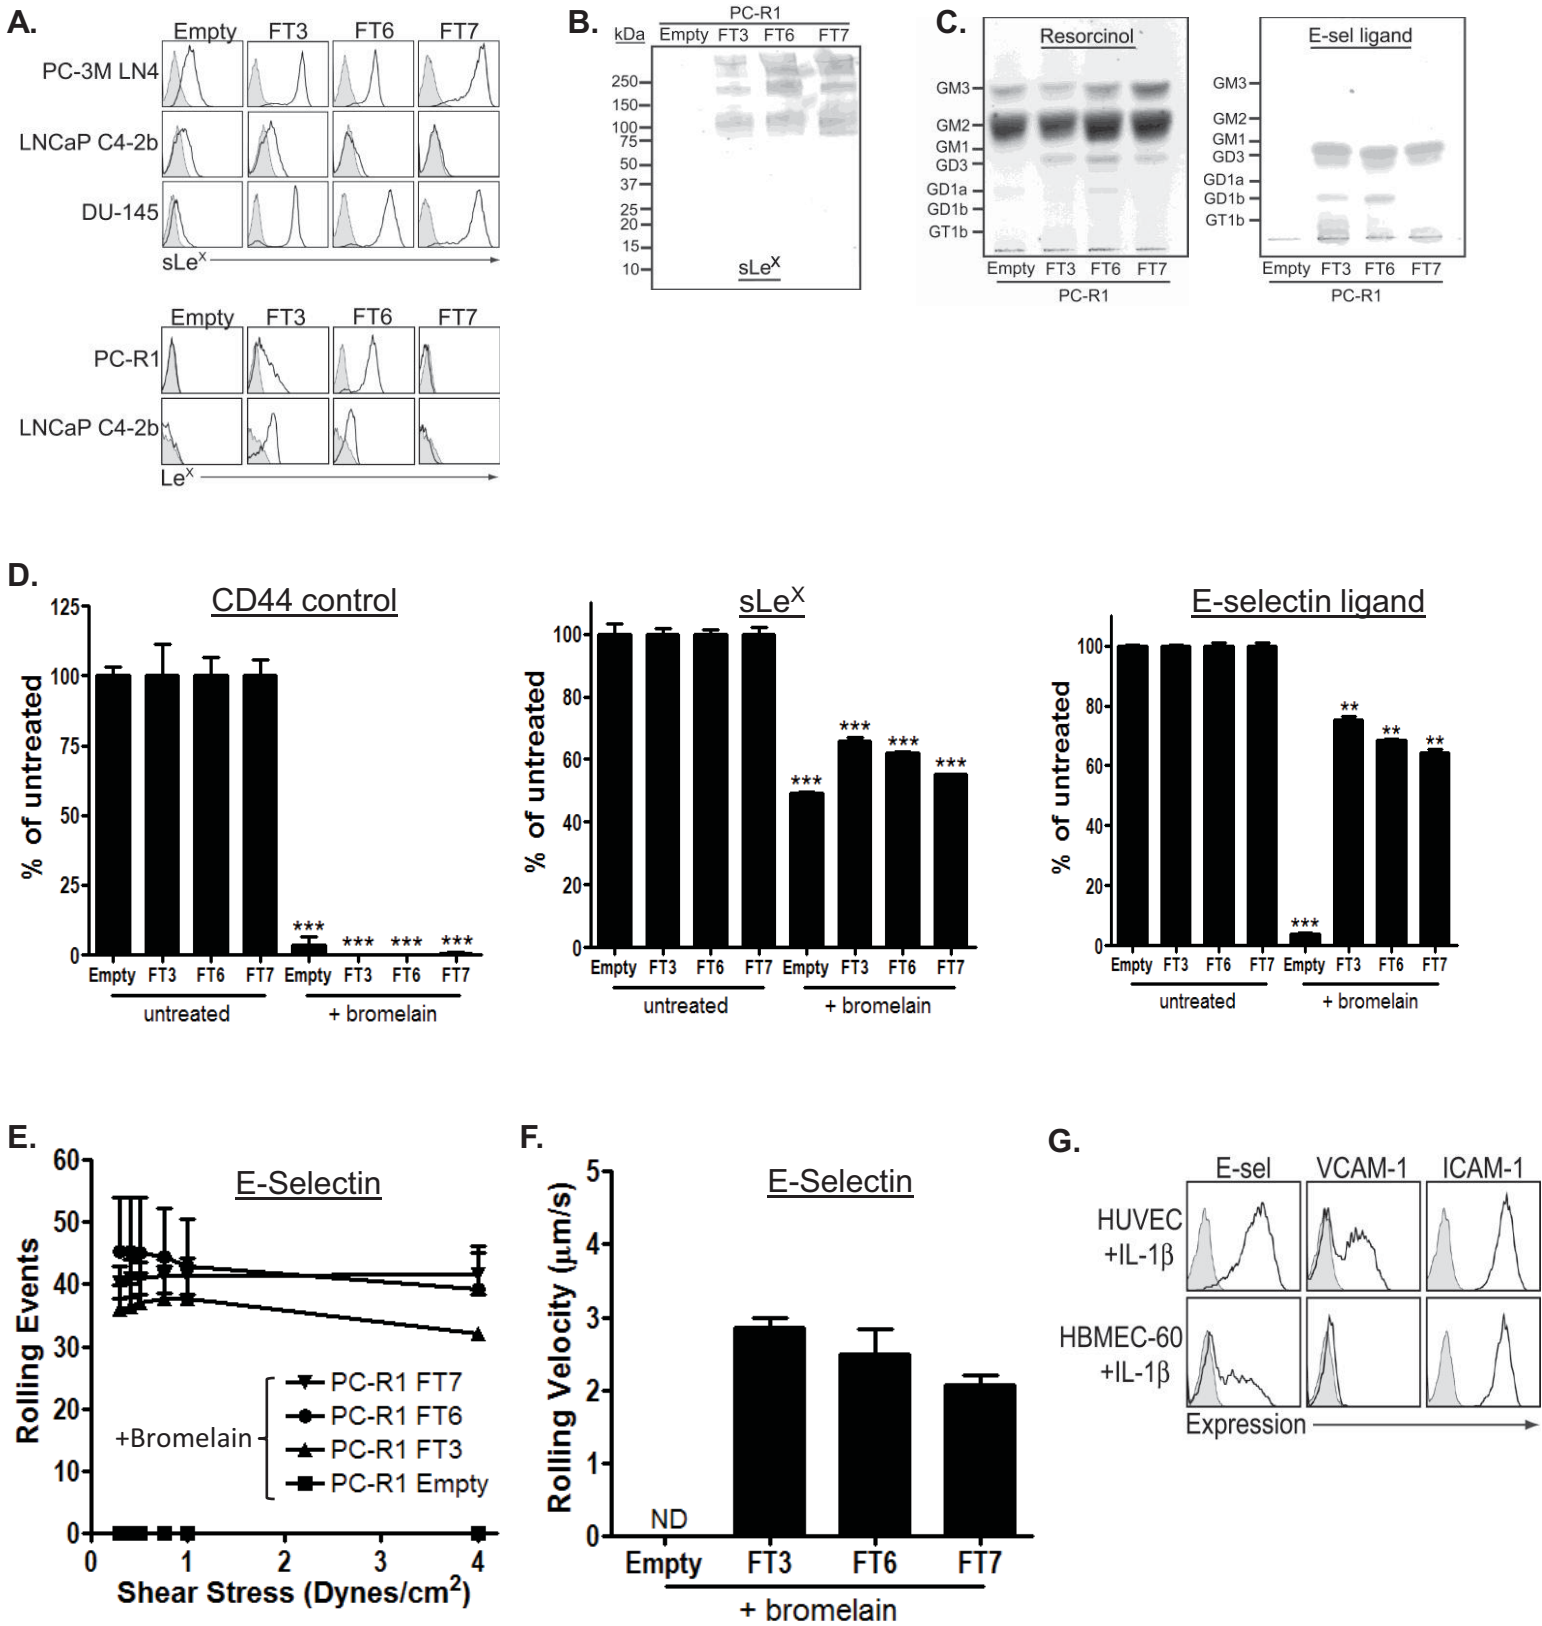 A.
Empty FT3 FT6 FT7
PC-3M LN4
LNCaP C4-2b
DU-145
sLeX
Empty FT3 FT6 FT7
PC-R1
LNCaP C4-2b
LeX
B.
PC-R1
kDa Empty FT3 FT6 FT7
250
150
100
75
50
37
25
20
15
10
sLeX
C.
Resorcinol
GM3
GM2
GM1
GD3
GD1a
GD1b
GT1b
Empty FT3 FT6 FT7
PC-R1
E-sel ligand
GM3
GM2
GM1
GD3
GD1a
GD1b
GT1b
Empty FT3 FT6 FT7
PC-R1
D.
CD44 control
% of untreated
125
100
75
50
25
0
*** *** *** ***
Empty FT3 FT6 FT7 Empty FT3 FT6 FT7
untreated + bromelain
sLeX
% of untreated
100
80
60
40
20
0
*** *** *** ***
Empty FT3 FT6 FT7 Empty FT3 FT6 FT7
untreated + bromelain
E-selectin ligand
% of untreated
100
80
60
40
20
0
*** ** ** **
Empty FT3 FT6 FT7 Empty FT3 FT6 FT7
untreated + bromelain
E.
E-Selectin
Rolling Events
60
50
40
30
20
10
0
+Bromelain
PC-R1 FT7
PC-R1 FT6
PC-R1 FT3
PC-R1 Empty
0 1 2 3 4
Shear Stress (Dynes/cm2)
F.
E-Selectin
Rolling Velocity (µm/s)
5
4
3
2
1
0
ND
Empty FT3 FT6 FT7
+ bromelain
G.
E-sel VCAM-1 ICAM-1
HUVEC
+IL-1β
HBMEC-60
+IL-1β
Expression